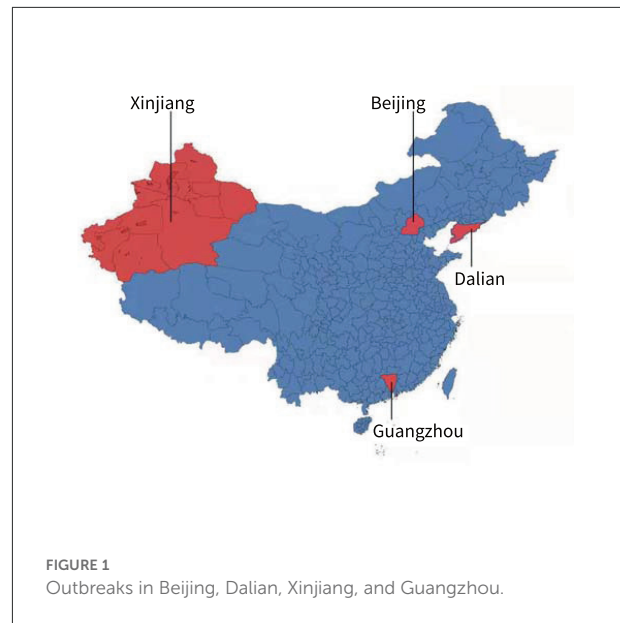 Xinjiang
Beijing
Dalian
Guangzhou
FIGURE 1
Outbreaks in Beijing, Dalian, Xinjiang, and Guangzhou.